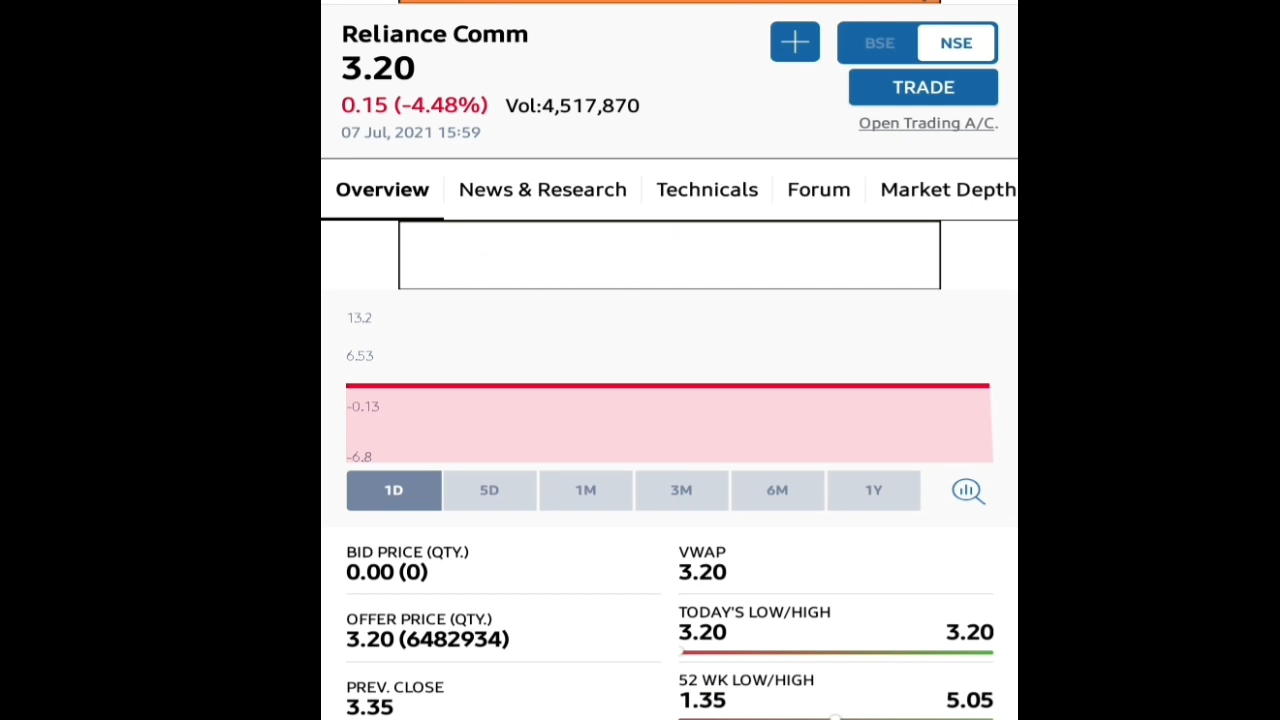 Reliance Comm
3.20
0.15 (-4.48%) Vol:4,517,870
07 Jul, 2021 15:59
BSE NSE
TRADE
Open Trading A/C.
Overview News & Research Technicals Forum Market Depth
13.2
6.53
-0.13
-6.8
1D 5D 1M 3M 6M 1Y
BID PRICE (QTY.)
0.00 (0)
VWAP
3.20
OFFER PRICE (QTY.)
3.20 (6482934)
TODAY'S LOW/HIGH
3.20 3.20
PREV. CLOSE
3.35
52 WK LOW/HIGH
1.35 5.05